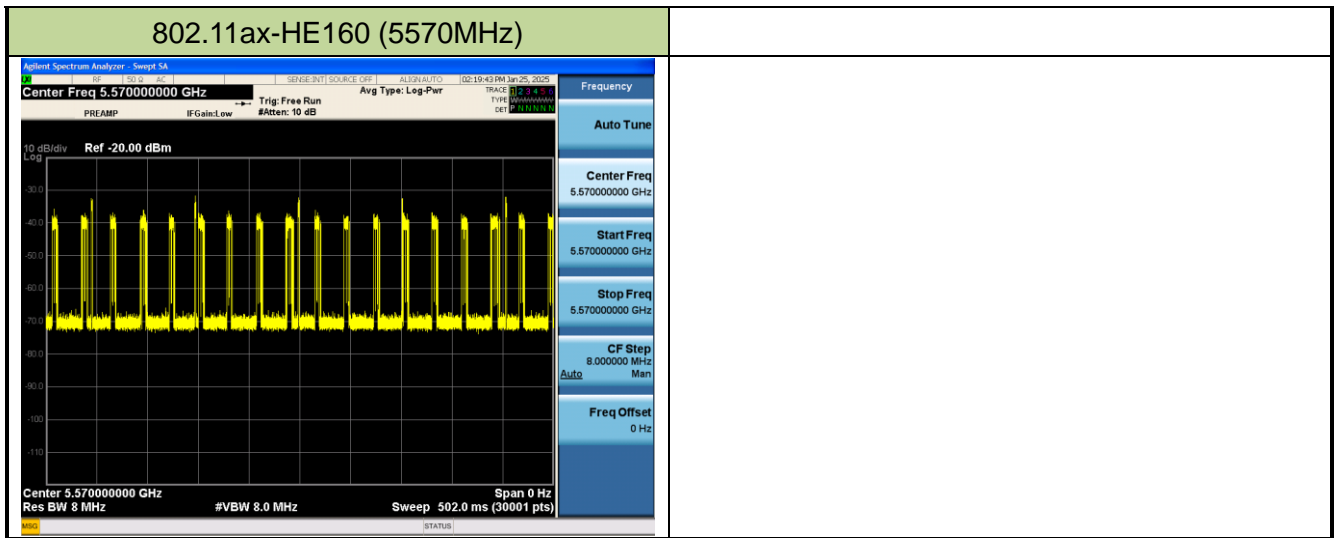 802.11ax-HE160 (5570MHz)
Agilent Spectrum Analyzer - Swept SA
RF 50 Ω AC SENSE:INT SOURCE OFF ALIGN AUTO 02:19:43 PM Jan 25, 2025
Center Freq 5.570000000 GHz Avg Type: Log-Pwr TRACE 1 2 3 4 5 6
Trig: Free Run TYPE
PREAMP IFGain:Low #Atten: 10 dB DET P N N N N N
Frequency
Auto Tune
10 dB/div Ref -20.00 dBm
Log
-30.0
-40.0
-50.0
-60.0
-70.0
-80.0
-90.0
-100
-110
Center Freq
5.570000000 GHz
Start Freq
5.570000000 GHz
Stop Freq
5.570000000 GHz
CF Step
8.000000 MHz
Auto Man
Freq Offset
0 Hz
Center 5.570000000 GHz Span 0 Hz
Res BW 8 MHz #VBW 8.0 MHz Sweep 502.0 ms (30001 pts)
MSG STATUS